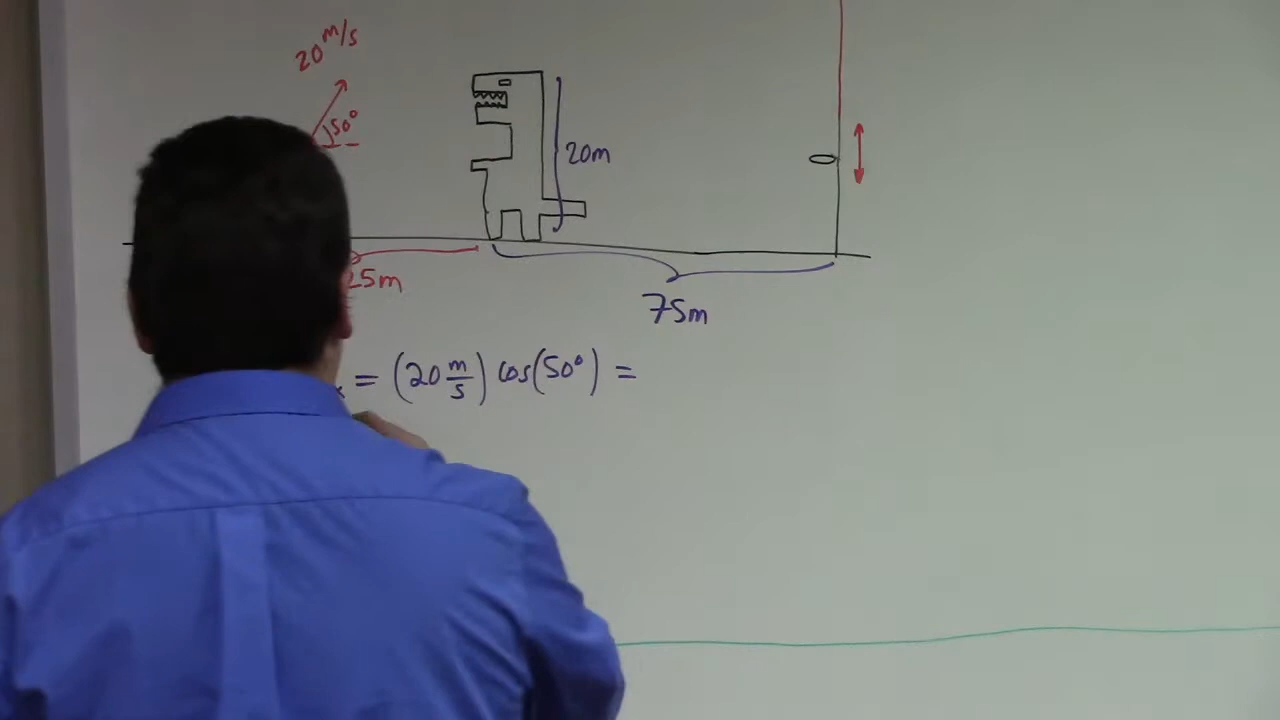 20 m/s
50°
20m
25m
75m
x = (20 m/s) cos(50°) =